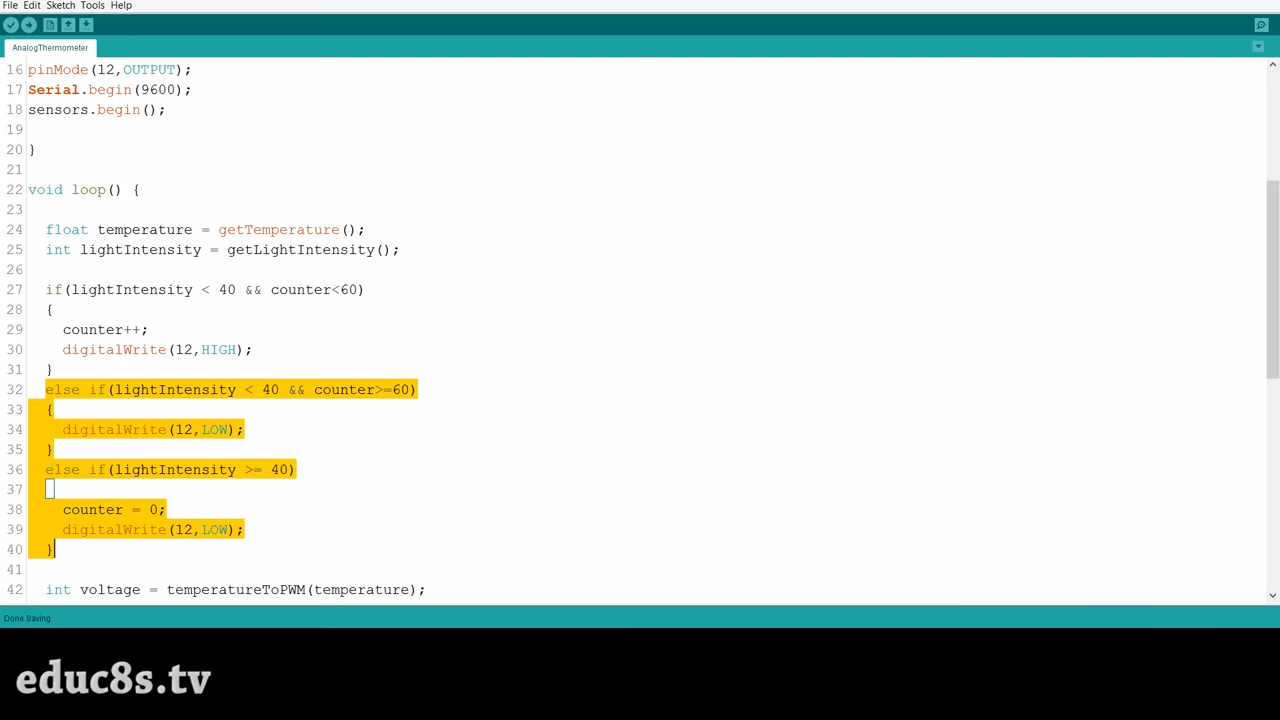 File Edit Sketch Tools Help
AnalogThermometer
16 pinMode(12,OUTPUT);
17 Serial.begin(9600);
18 sensors.begin();
19
20 }
21
22 void loop() {
23
24 float temperature = getTemperature();
25 int lightIntensity = getLightIntensity();
26
27 if(lightIntensity < 40 && counter<60)
28 {
29 counter++;
30 digitalWrite(12,HIGH);
31 }
32 else if(lightIntensity < 40 && counter>=60)
33 {
34 digitalWrite(12,LOW);
35 }
36 else if(lightIntensity >= 40)
37
38 counter = 0;
39 digitalWrite(12,LOW);
40 }
41
42 int voltage = temperatureToPWM(temperature);
Done Saving.
educ8s.tv